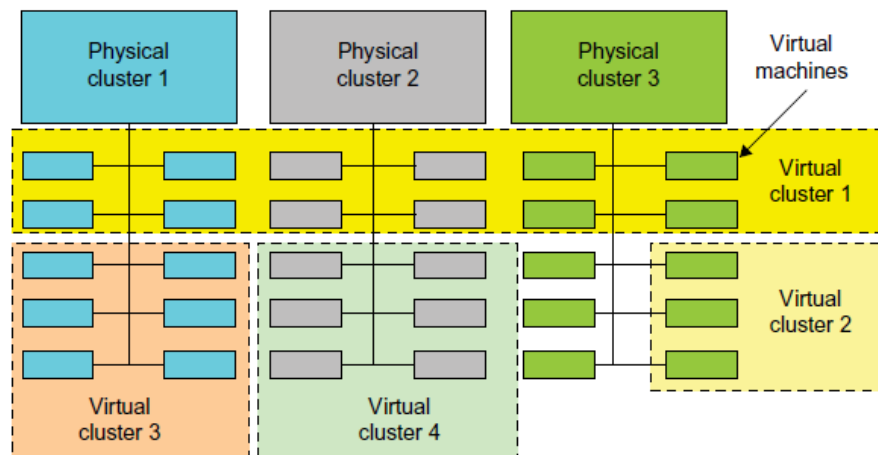 Physical
cluster 1
Physical
cluster 2
Physical
cluster 3
Virtual
machines
Virtual
cluster 1
Virtual
cluster 2
Virtual
cluster 3
Virtual
cluster 4